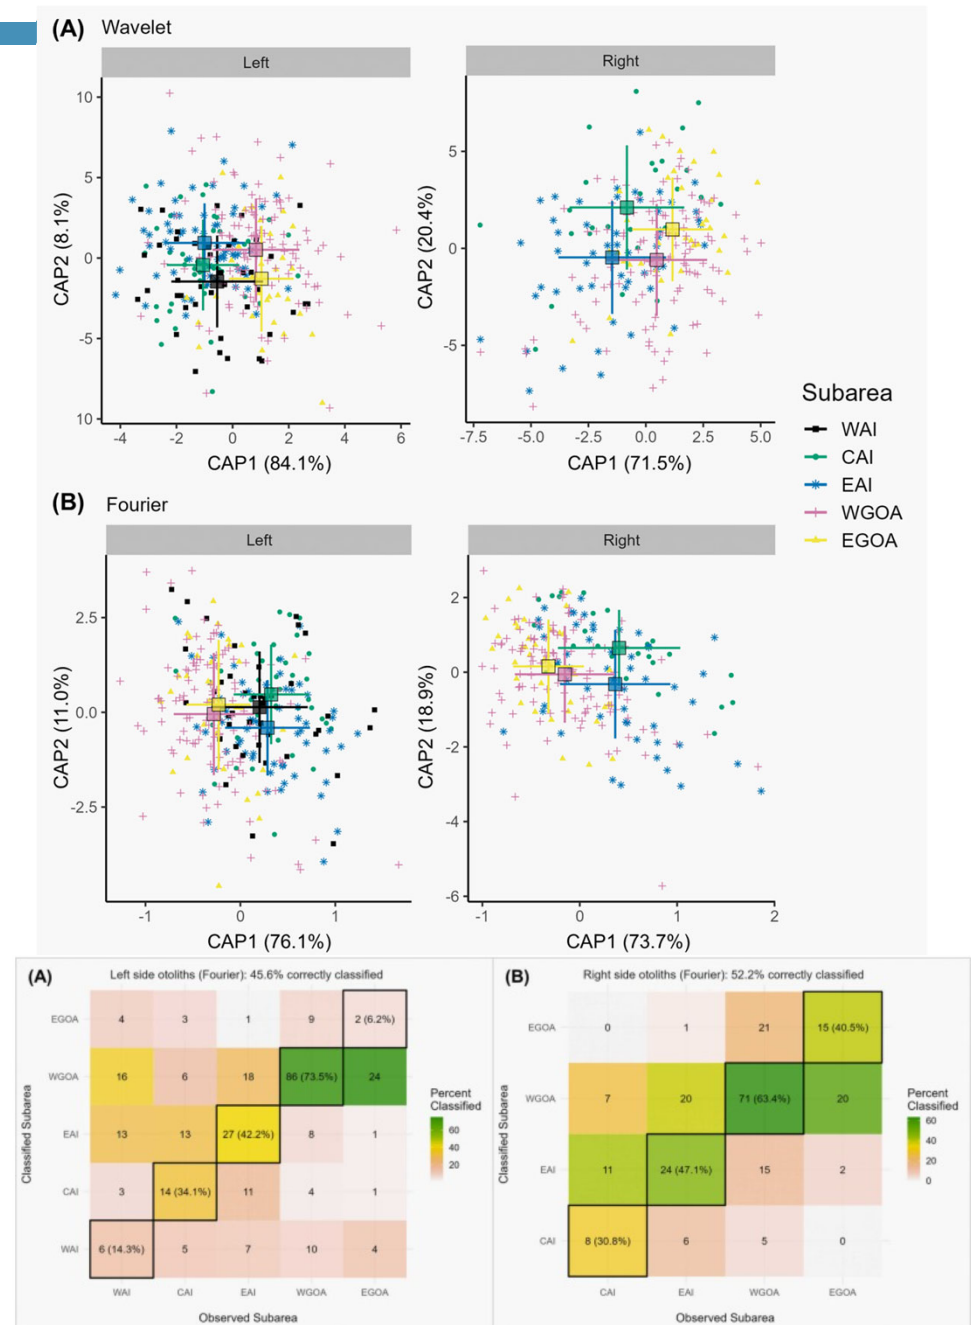 (A) Wavelet
Left
Right
10
5
0
-5
10
CAP2 (8.1%)
-4 -2 0 2 4 6
CAP1 (84.1%)
5
0
-5
CAP2 (20.4%)
-7.5 -5.0 -2.5 0.0 2.5 5.0
CAP1 (71.5%)
Subarea
WAI
CAI
EAI
WGOA
EGOA
(B) Fourier
Left
Right
2.5
0.0
-2.5
CAP2 (11.0%)
-1 0 1
CAP1 (76.1%)
2
0
-2
-4
-6
CAP2 (18.9%)
-1 0 1 2
CAP1 (73.7%)
(A) Left side otoliths (Fourier): 45.6% correctly classified
Classified Subarea
EGOA 4 3 1 9 2 (6.2%)
WGOA 16 6 18 86 (73.5%) 24
EAI 13 13 27 (42.2%) 8 1
CAI 3 14 (34.1%) 11 4 1
WAI 6 (14.3%) 5 7 10 4
WAI CAI EAI WGOA EGOA
Observed Subarea
Percent
Classified
60
40
20
(B) Right side otoliths (Fourier): 52.2% correctly classified
Classified Subarea
EGOA 0 1 21 15 (40.5%)
WGOA 7 20 71 (63.4%) 20
EAI 11 24 (47.1%) 15 2
CAI 8 (30.8%) 6 5 0
CAI EAI WGOA EGOA
Observed Subarea
Percent
Classified
60
40
20
0